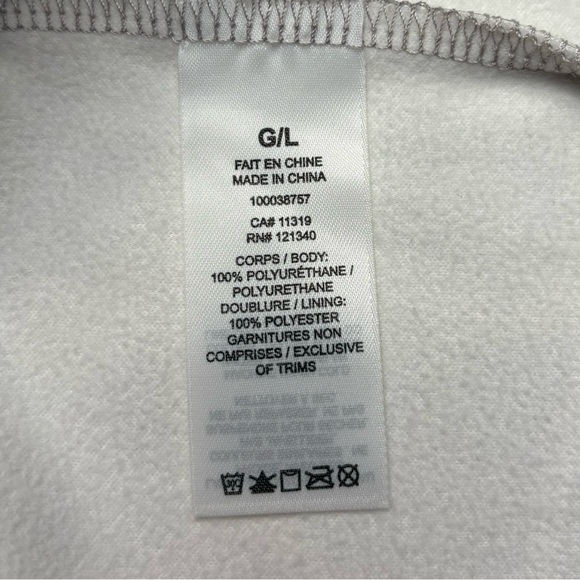 G/L
FAIT EN CHINE
MADE IN CHINA
100038757
CA# 11319
RN# 121340
CORPS / BODY:
100% POLYURÉTHANE /
POLYURETHANE
DOUBLURE / LINING:
100% POLYESTER
GARNITURES NON
COMPRISES / EXCLUSIVE
OF TRIMS
30C